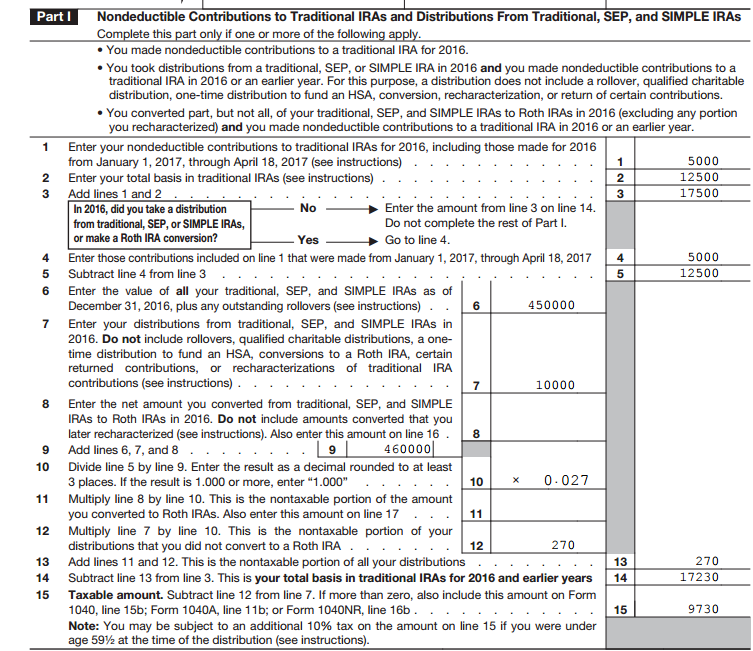 Part I Nondeductible Contributions to Traditional IRAs and Distributions From Traditional, SEP, and SIMPLE IRAs
Complete this part only if one or more of the following apply.
• You made nondeductible contributions to a traditional IRA for 2016.
• You took distributions from a traditional, SEP, or SIMPLE IRA in 2016 and you made nondeductible contributions to a
traditional IRA in 2016 or an earlier year. For this purpose, a distribution does not include a rollover, qualified charitable
distribution, one-time distribution to fund an HSA, conversion, recharacterization, or return of certain contributions.
• You converted part, but not all, of your traditional, SEP, and SIMPLE IRAs to Roth IRAs in 2016 (excluding any portion
you recharacterized) and you made nondeductible contributions to a traditional IRA in 2016 or an earlier year.
1 Enter your nondeductible contributions to traditional IRAs for 2016, including those made for 2016
from January 1, 2017, through April 18, 2017 (see instructions) . . . . . . . . . . . . 1 5000
2 Enter your total basis in traditional IRAs (see instructions) . . . . . . . . . . . . . . 2 12500
3 Add lines 1 and 2 . . . . . . . . . . . . . . . . . . . . . . . . . . 3 17500
In 2016, did you take a distribution No Enter the amount from line 3 on line 14.
from traditional, SEP, or SIMPLE IRAs, Do not complete the rest of Part I.
or make a Roth IRA conversion? Yes Go to line 4.
4 Enter those contributions included on line 1 that were made from January 1, 2017, through April 18, 2017 4 5000
5 Subtract line 4 from line 3 . . . . . . . . . . . . . . . . . . . . . . . 5 12500
6 Enter the value of all your traditional, SEP, and SIMPLE IRAs as of
December 31, 2016, plus any outstanding rollovers (see instructions) . . 6 450000
7 Enter your distributions from traditional, SEP, and SIMPLE IRAs in
2016. Do not include rollovers, qualified charitable distributions, a one-
time distribution to fund an HSA, conversions to a Roth IRA, certain
returned contributions, or recharacterizations of traditional IRA
contributions (see instructions) . . . . . . . . . . . . . . 7 10000
8 Enter the net amount you converted from traditional, SEP, and SIMPLE
IRAs to Roth IRAs in 2016. Do not include amounts converted that you
later recharacterized (see instructions). Also enter this amount on line 16 . 8
9 Add lines 6, 7, and 8 . . . . . . . . 9 460000
10 Divide line 5 by line 9. Enter the result as a decimal rounded to at least
3 places. If the result is 1.000 or more, enter “1.000” . . . . . . 10 × 0.027
11 Multiply line 8 by line 10. This is the nontaxable portion of the amount
you converted to Roth IRAs. Also enter this amount on line 17 . . . 11
12 Multiply line 7 by line 10. This is the nontaxable portion of your
distributions that you did not convert to a Roth IRA . . . . . . . 12 270
13 Add lines 11 and 12. This is the nontaxable portion of all your distributions . . . . . . . . 13 270
14 Subtract line 13 from line 3. This is your total basis in traditional IRAs for 2016 and earlier years 14 17230
15 Taxable amount. Subtract line 12 from line 7. If more than zero, also include this amount on Form
1040, line 15b; Form 1040A, line 11b; or Form 1040NR, line 16b . . . . . . . . . . . . 15 9730
Note: You may be subject to an additional 10% tax on the amount on line 15 if you were under
age 59½ at the time of the distribution (see instructions).